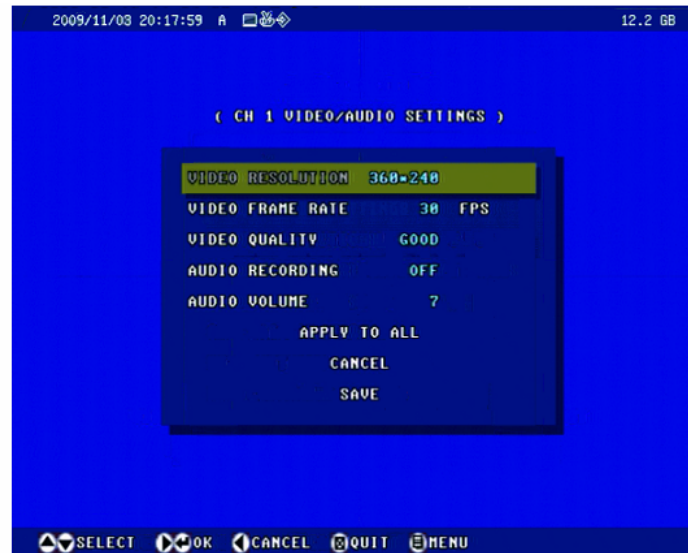 2009/11/03 20:17:59 A 12.2 GB
( CH 1 VIDEO/AUDIO SETTINGS )
VIDEO RESOLUTION 360*240
VIDEO FRAME RATE 30 FPS
VIDEO QUALITY GOOD
AUDIO RECORDING OFF
AUDIO VOLUME 7
APPLY TO ALL
CANCEL
SAVE
SELECT OK CANCEL QUIT MENU